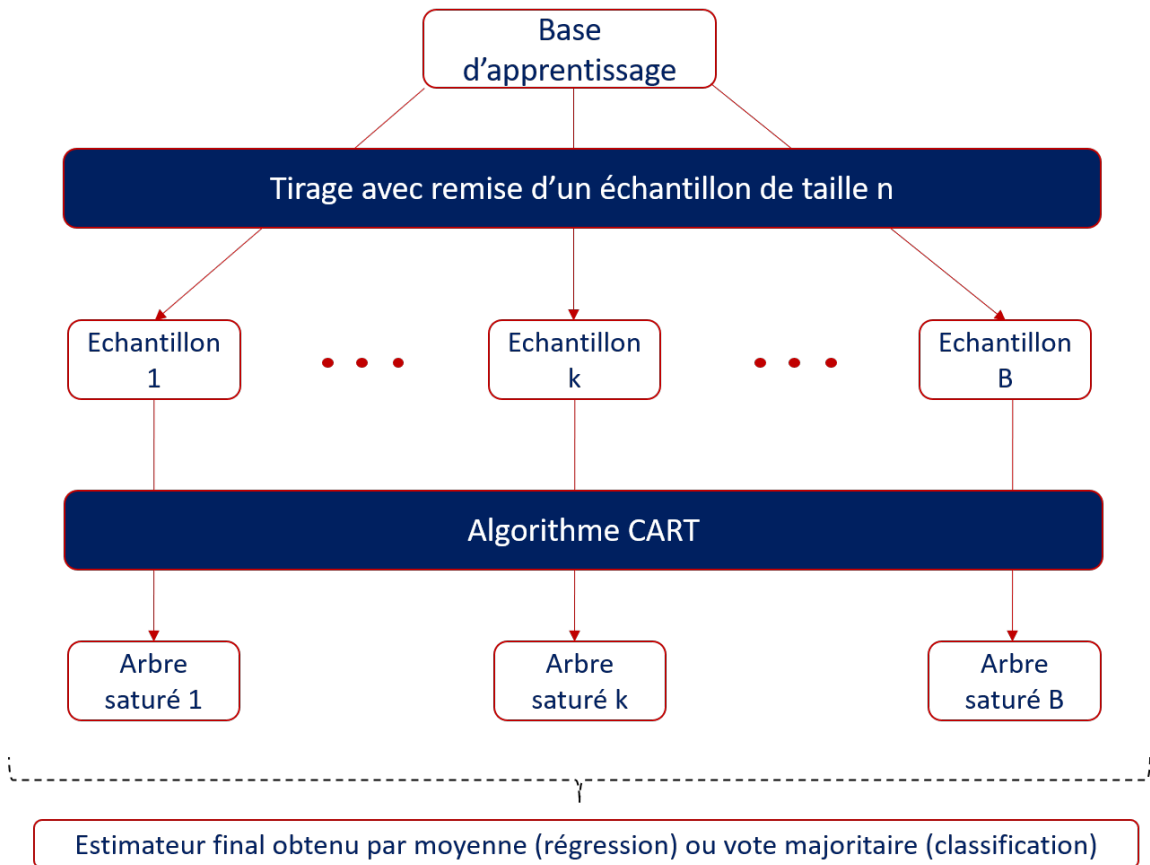 Base
d'apprentissage
Tirage avec remise d'un échantillon de taille n
Echantillon
1
Echantillon
k
Echantillon
B
Algorithme CART
Arbre
saturé 1
Arbre
saturé k
Arbre
saturé B
Estimateur final obtenu par moyenne (régression) ou vote majoritaire (classification)